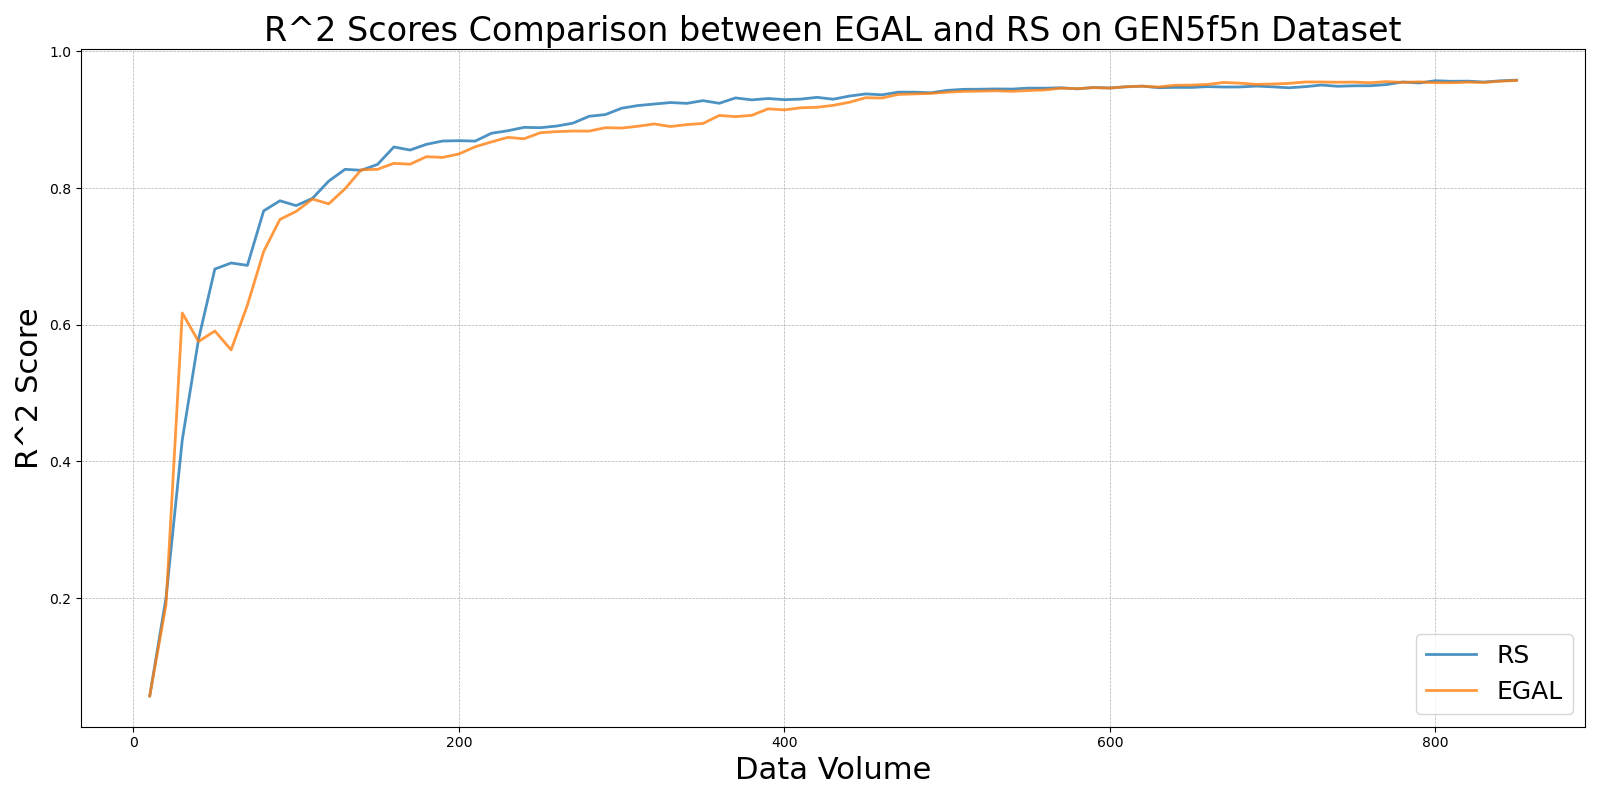 R^2 Scores Comparison between EGAL and RS on GEN5f5n Dataset
1.0
0.8
0.6
0.4
0.2
R^2 Score
0 200 400 600 800
Data Volume
RS
EGAL